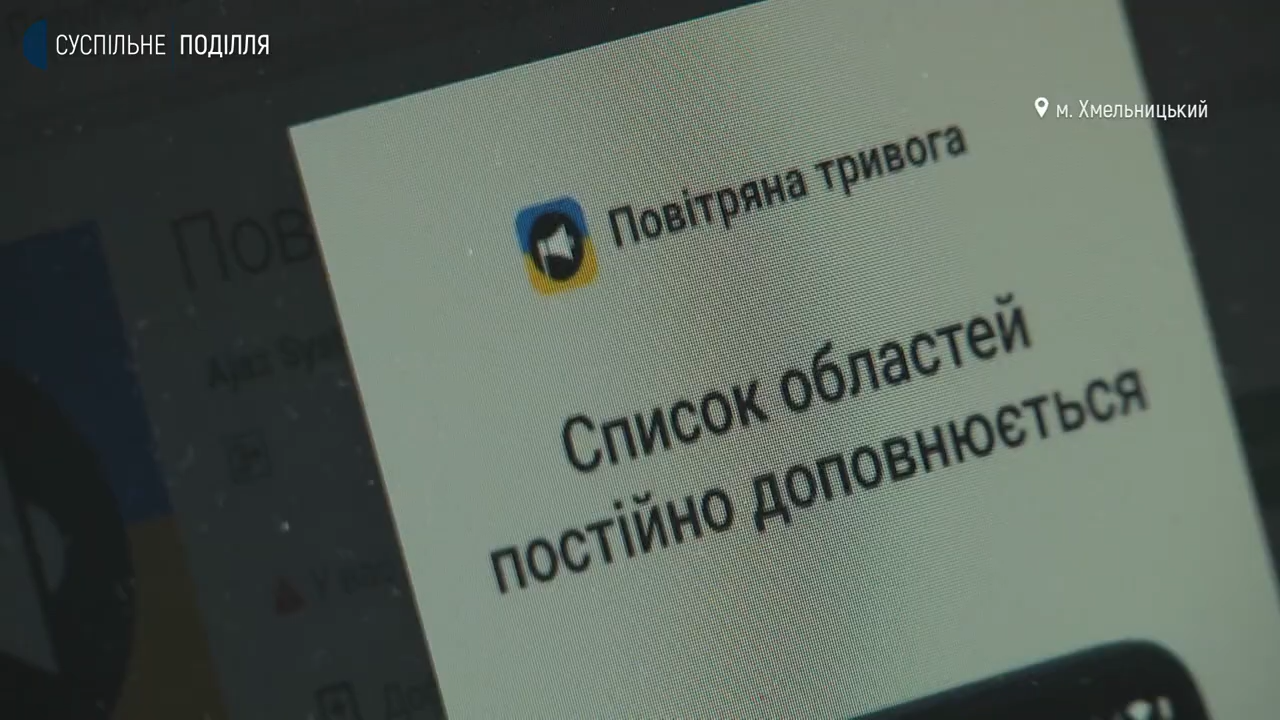 СУСПІЛЬНЕ ПОДІЛЛЯ
м. Хмельницький
Повітряна тривога
Список областей
постійно доповнюється